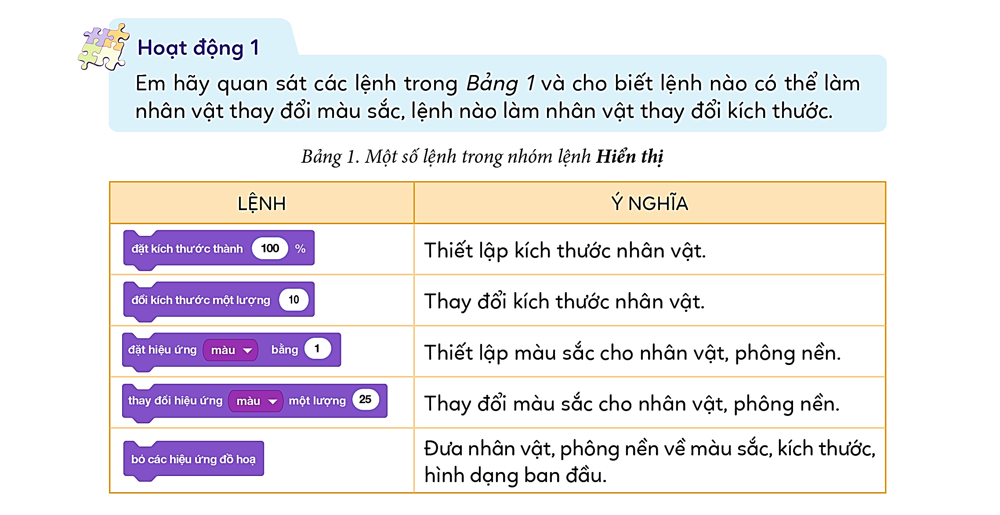 Hoạt động 1
Em hãy quan sát các lệnh trong Bảng 1 và cho biết lệnh nào có thể làm
nhân vật thay đổi màu sắc, lệnh nào làm nhân vật thay đổi kích thước.
Bảng 1. Một số lệnh trong nhóm lệnh Hiển thị
LỆNH Ý NGHĨA
đặt kích thước thành 100 % Thiết lập kích thước nhân vật.
đổi kích thước một lượng 10 Thay đổi kích thước nhân vật.
đặt hiệu ứng màu bằng 1 Thiết lập màu sắc cho nhân vật, phông nền.
thay đổi hiệu ứng màu một lượng 25 Thay đổi màu sắc cho nhân vật, phông nền.
bỏ các hiệu ứng đồ hoạ
Đưa nhân vật, phông nền về màu sắc, kích thước,
hình dạng ban đầu.